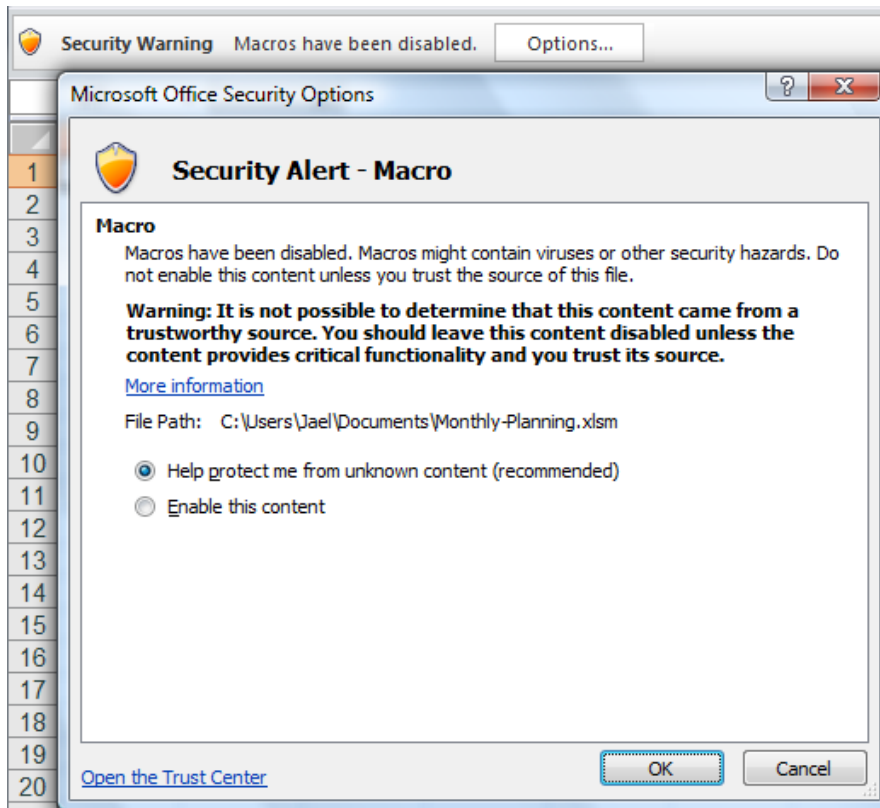 Security Warning Macros have been disabled. Options...
Microsoft Office Security Options
Security Alert - Macro
Macro
Macros have been disabled. Macros might contain viruses or other security hazards. Do
not enable this content unless you trust the source of this file.
Warning: It is not possible to determine that this content came from a
trustworthy source. You should leave this content disabled unless the
content provides critical functionality and you trust its source.
More information
File Path: C:\Users\Jael\Documents\Monthly-Planning.xlsm
Help protect me from unknown content (recommended)
Enable this content
Open the Trust Center
OK Cancel
1
2
3
4
5
6
7
8
9
10
11
12
13
14
15
16
17
18
19
20